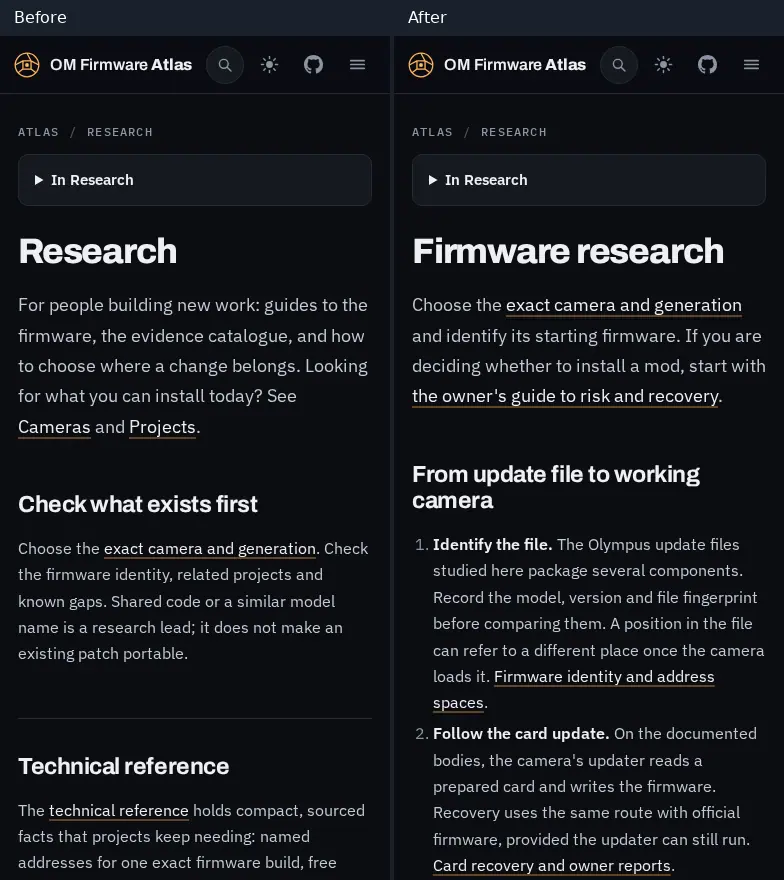 Before
OM Firmware Atlas
ATLAS / RESEARCH
In Research
Research
For people building new work: guides to the
firmware, the evidence catalogue, and how
to choose where a change belongs. Looking
for what you can install today? See
Cameras and Projects.
Check what exists first
Choose the exact camera and generation. Check
the firmware identity, related projects and
known gaps. Shared code or a similar model
name is a research lead; it does not make an
existing patch portable.
Technical reference
The technical reference holds compact, sourced
facts that projects keep needing: named
addresses for one exact firmware build, free
After
OM Firmware Atlas
ATLAS / RESEARCH
In Research
Firmware research
Choose the exact camera and generation
and identify its starting firmware. If you are
deciding whether to install a mod, start with
the owner's guide to risk and recovery.
From update file to working
camera
1. Identify the file. The Olympus update files
studied here package several components.
Record the model, version and file fingerprint
before comparing them. A position in the file
can refer to a different place once the camera
loads it. Firmware identity and address
spaces.
2. Follow the card update. On the documented
bodies, the camera's updater reads a
prepared card and writes the firmware.
Recovery uses the same route with official
firmware, provided the updater can still run.
Card recovery and owner reports.